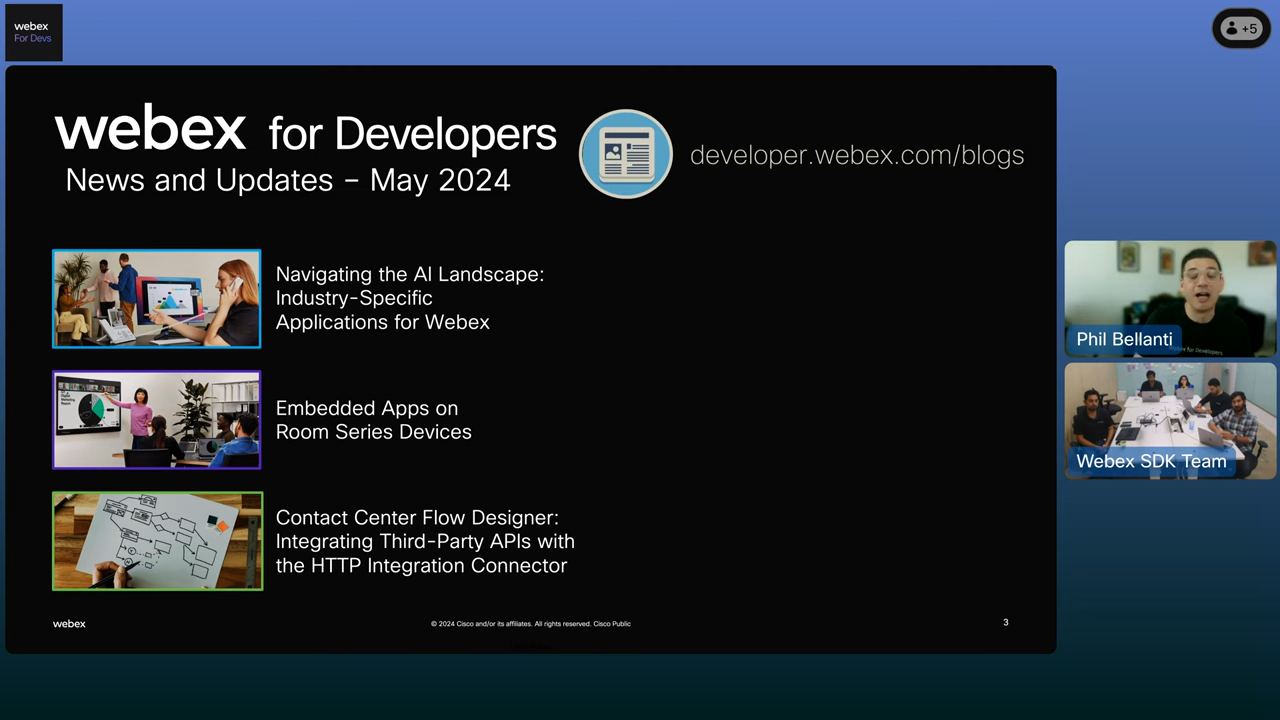 webex
For Devs
+5
webex for Developers
News and Updates – May 2024
developer.webex.com/blogs
Navigating the AI Landscape:
Industry-Specific
Applications for Webex
Embedded Apps on
Room Series Devices
Contact Center Flow Designer:
Integrating Third-Party APIs with
the HTTP Integration Connector
webex
© 2024 Cisco and/or its affiliates. All rights reserved. Cisco Public
3
Phil Bellanti
Webex for Developers
Webex SDK Team